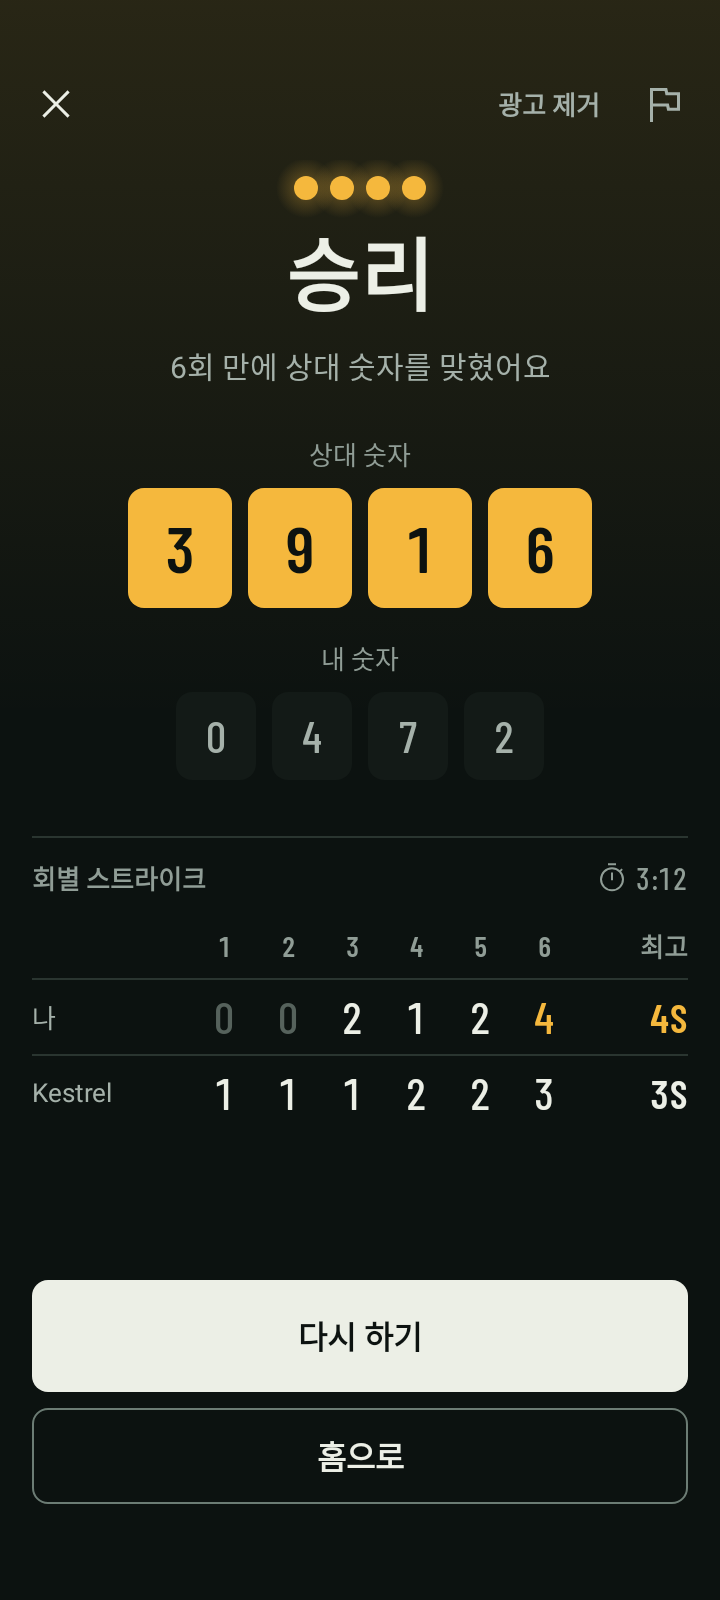 광고 제거
승리
6회 만에 상대 숫자를 맞혔어요
상대 숫자
3 9 1 6
내 숫자
0 4 7 2
회별 스트라이크 3:12
1 2 3 4 5 6 최고
나 0 0 2 1 2 4 4S
Kestrel 1 1 1 2 2 3 3S
다시 하기
홈으로